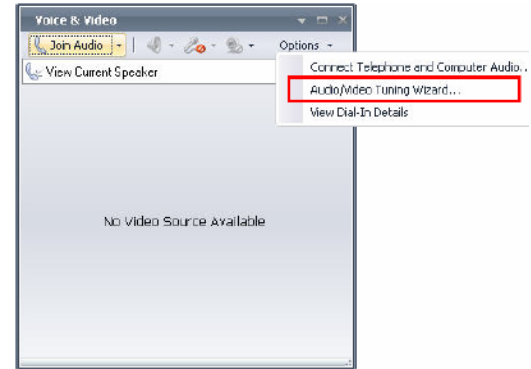 Voice & Video
Join Audio
Options
View Current Speaker
Connect Telephone and Computer Audio..
Audio/Video Tuning Wizard...
View Dial-In Details
No Video Source Available